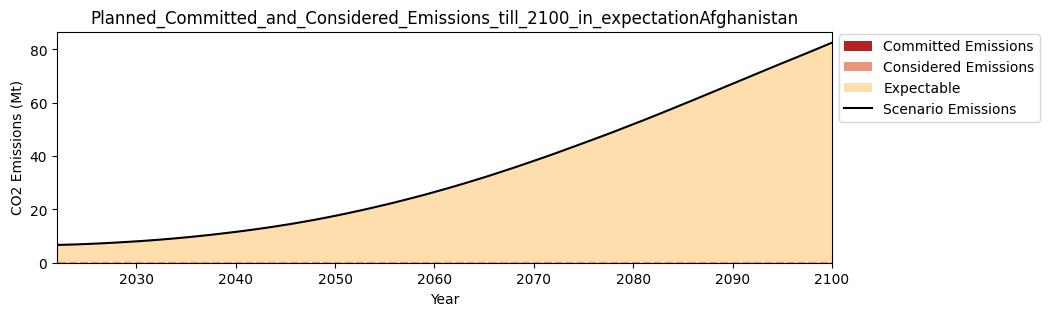 Planned_Committed_and_Considered_Emissions_till_2100_in_expectationAfghanistan
Committed Emissions
Considered Emissions
Expectable
Scenario Emissions
CO2 Emissions (Mt)
80
60
40
20
0
2030 2040 2050 2060 2070 2080 2090 2100
Year